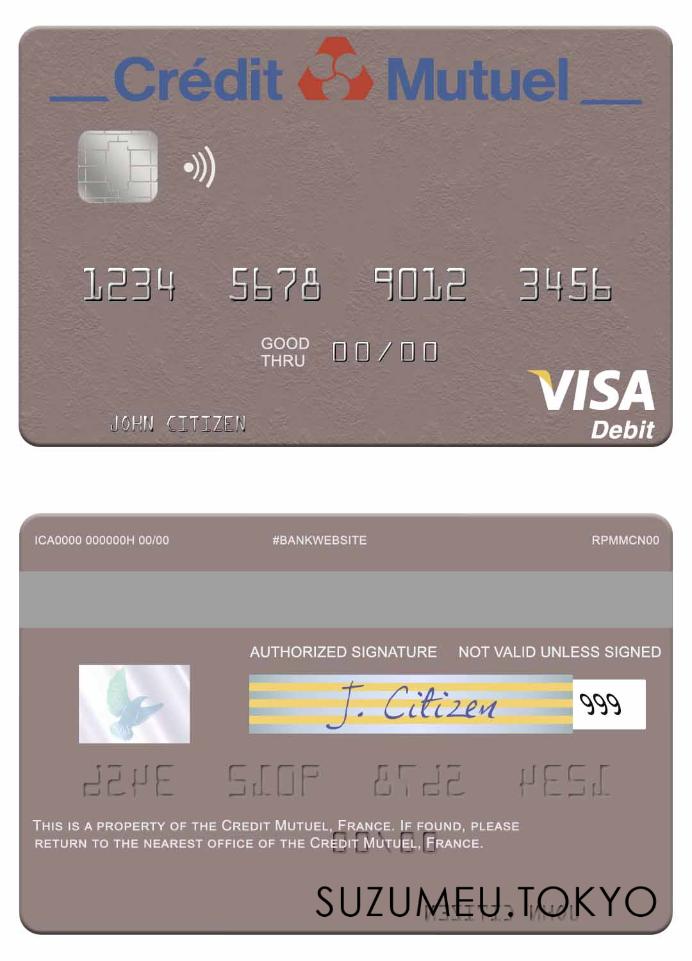 Crédit Mutuel
1234 5678 9012 3456
GOOD THRU 00/00
JOHN CITIZEN
VISA
Debit
ICA0000 000000H 00/00 #BANKWEBSITE RPMMCN00
AUTHORIZED SIGNATURE NOT VALID UNLESS SIGNED
J. Citizen 999
THIS IS A PROPERTY OF THE CREDIT MUTUEL, FRANCE. IF FOUND, PLEASE
RETURN TO THE NEAREST OFFICE OF THE CREDIT MUTUEL, FRANCE.
SUZUMEU.TOKYO